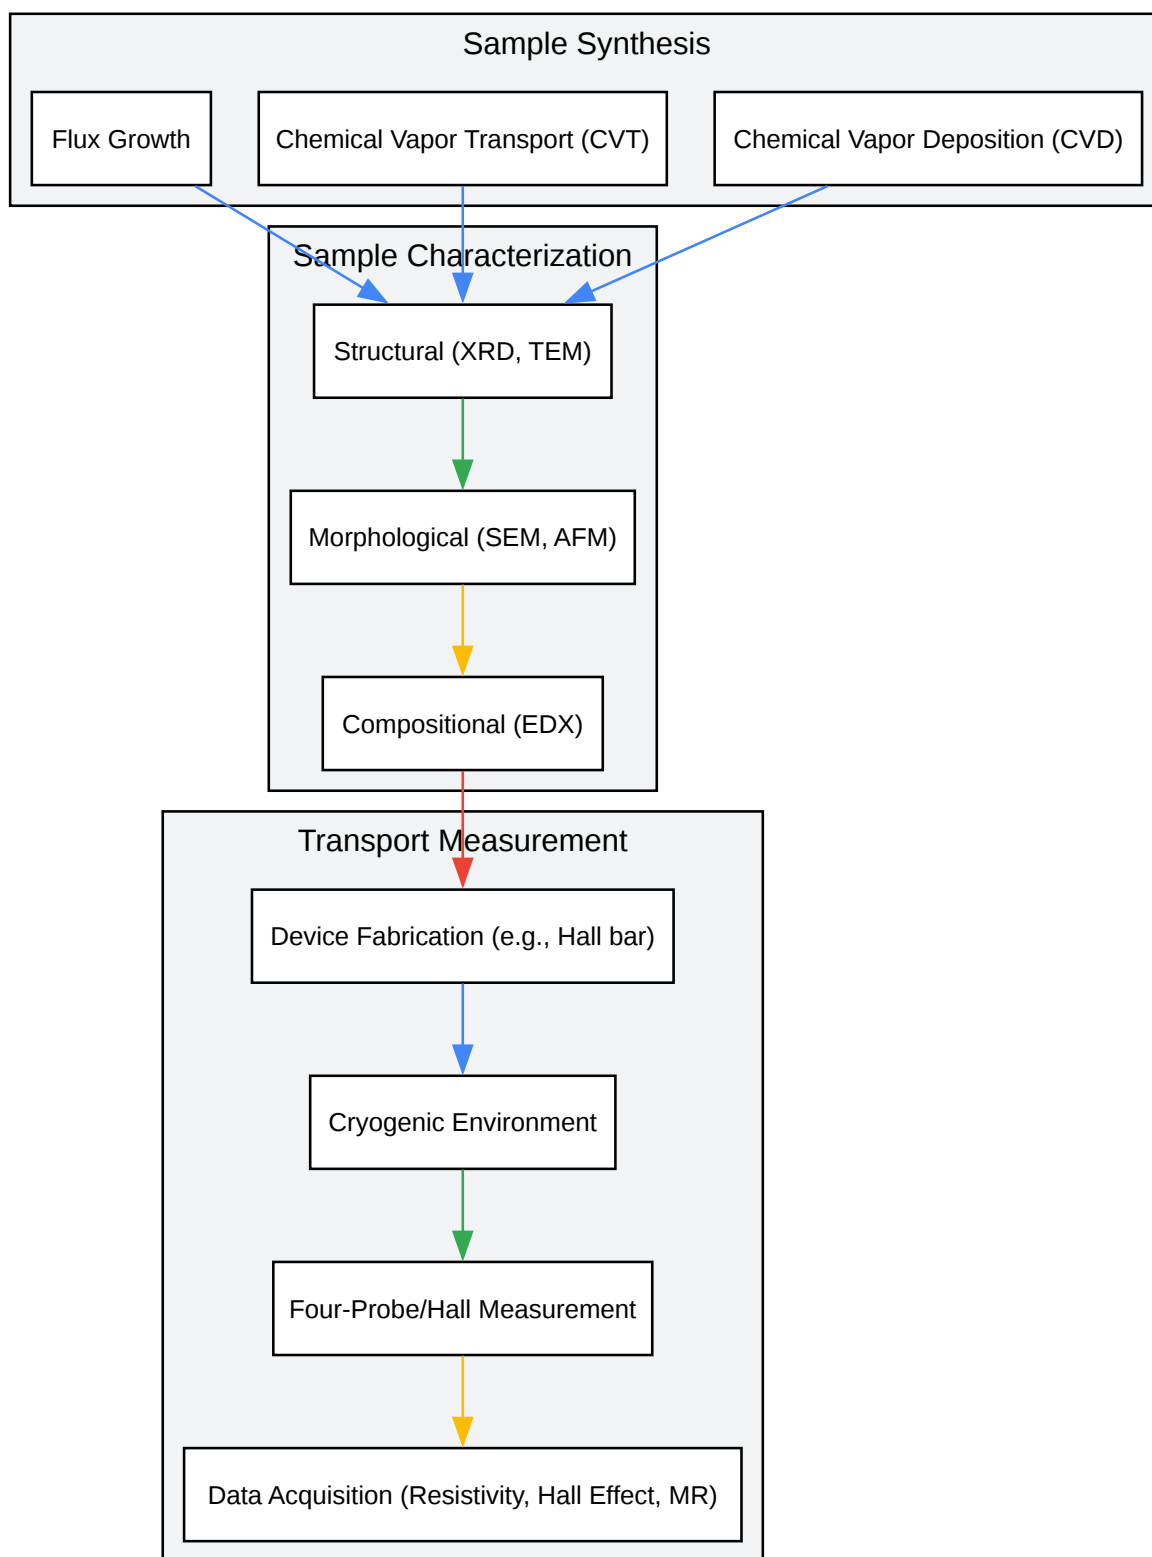 Sample Synthesis
Flux Growth
Chemical Vapor Transport (CVT)
Chemical Vapor Deposition (CVD)
Sample Characterization
Structural (XRD, TEM)
Morphological (SEM, AFM)
Compositional (EDX)
Transport Measurement
Device Fabrication (e.g., Hall bar)
Cryogenic Environment
Four-Probe/Hall Measurement
Data Acquisition (Resistivity, Hall Effect, MR)